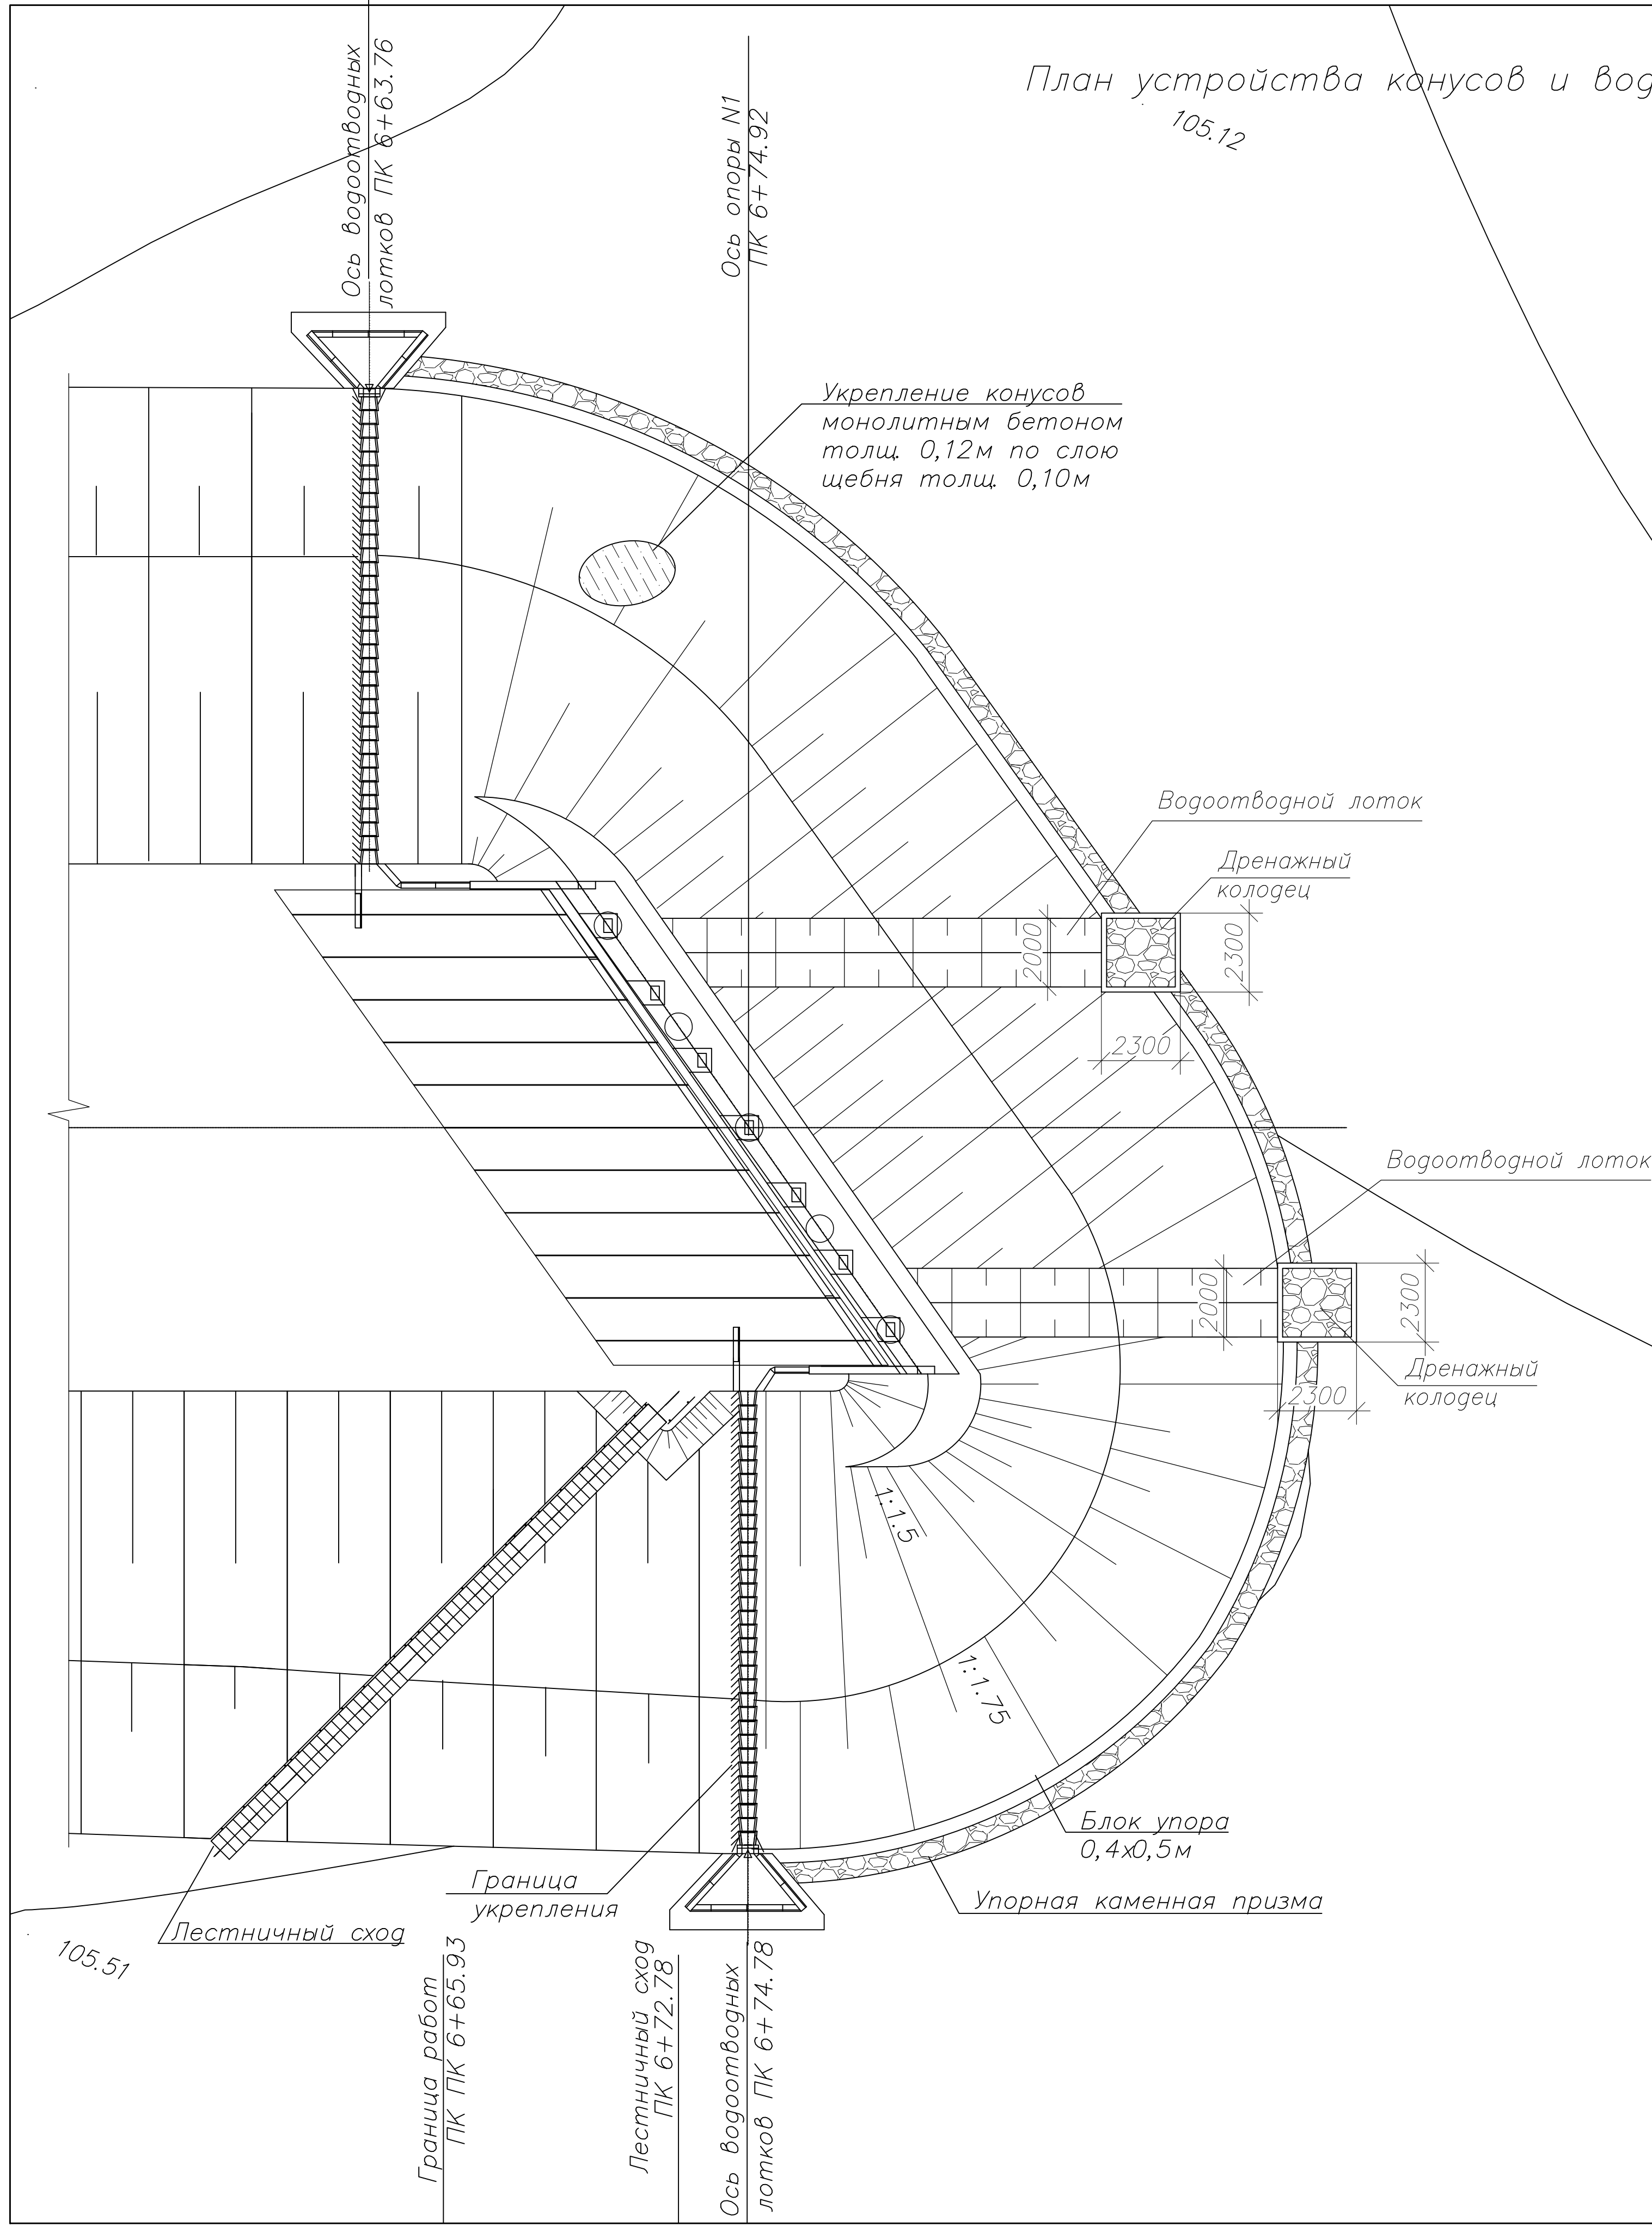 Ось водоотводных
лотков ПК 6+63.76
Ось опоры N1
ПК 6+74.92
План устройства конусов и вод
105.12
Укрепление конусов
монолитным бетоном
толщ. 0,12м по слою
щебня толщ. 0,10м
Водоотводной лоток
Дренажный
колодец
2000
2300
2300
Водоотводной лоток
2000
2300
2300
Дренажный
колодец
1:1.5
1:1.75
Блок упора
0,4х0,5м
Упорная каменная призма
Граница
укрепления
Лестничный сход
105.51
Граница работ
ПК ПК 6+65.93
Лестничный сход
ПК 6+72.78
Ось водоотводных
лотков ПК 6+74.78